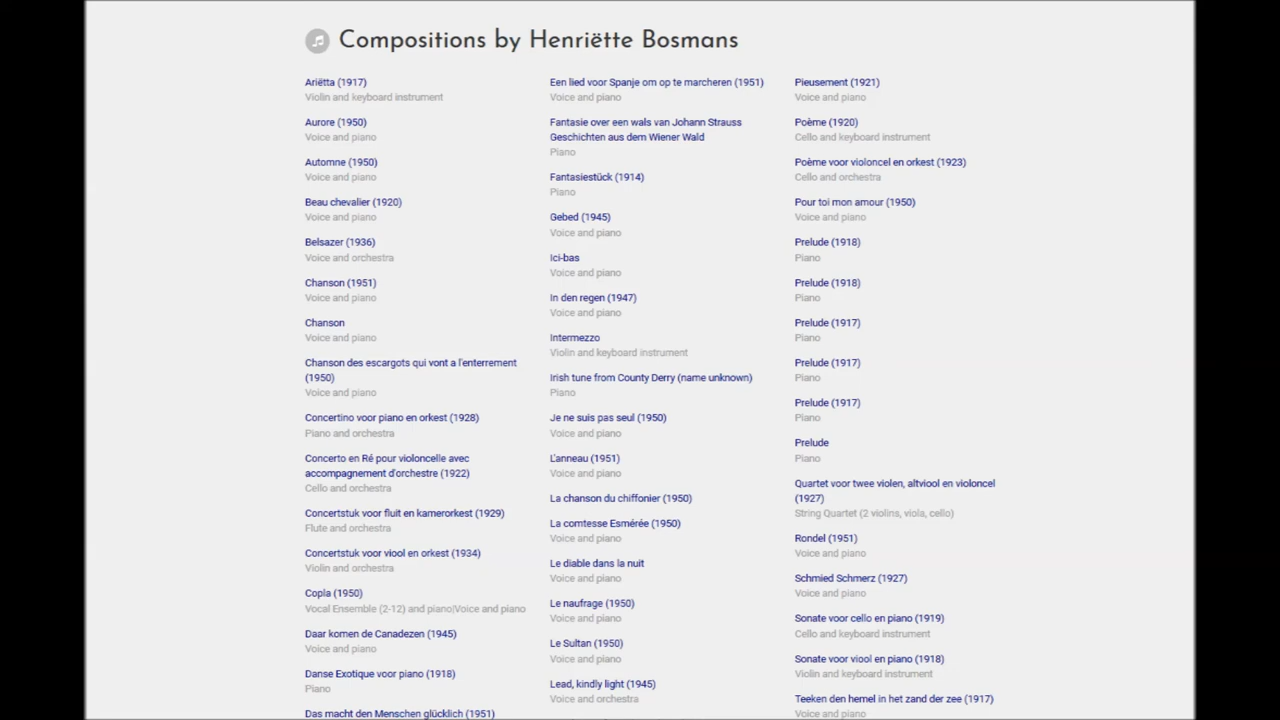 Compositions by Henriëtte Bosmans
Ariëtta (1917)
Violin and keyboard instrument
Aurore (1950)
Voice and piano
Automne (1950)
Voice and piano
Beau chevalier (1920)
Voice and piano
Belsazer (1936)
Voice and orchestra
Chanson (1951)
Voice and piano
Chanson
Voice and piano
Chanson des escargots qui vont a l'enterrement
(1950)
Voice and piano
Concertino voor piano en orkest (1928)
Piano and orchestra
Concerto en Ré pour violoncelle avec
accompagnement d'orchestre (1922)
Cello and orchestra
Concertstuk voor fluit en kamerorkest (1929)
Flute and orchestra
Concertstuk voor viool en orkest (1934)
Violin and orchestra
Copla (1950)
Vocal Ensemble (2-12) and piano|Voice and piano
Daar komen de Canadezen (1945)
Voice and piano
Danse Exotique voor piano (1918)
Piano
Das macht den Menschen glücklich (1951)
Een lied voor Spanje om op te marcheren (1951)
Voice and piano
Fantasie over een wals van Johann Strauss
Geschichten aus dem Wiener Wald
Piano
Fantasiestück (1914)
Piano
Gebed (1945)
Voice and piano
Ici-bas
Voice and piano
In den regen (1947)
Voice and piano
Intermezzo
Violin and keyboard instrument
Irish tune from County Derry (name unknown)
Piano
Je ne suis pas seul (1950)
Voice and piano
L'anneau (1951)
Voice and piano
La chanson du chiffonier (1950)
La comtesse Esmérée (1950)
Voice and piano
Le diable dans la nuit
Voice and piano
Le naufrage (1950)
Voice and piano
Le Sultan (1950)
Voice and piano
Lead, kindly light (1945)
Voice and orchestra
Pieusement (1921)
Voice and piano
Poème (1920)
Cello and keyboard instrument
Poème voor violoncel en orkest (1923)
Cello and orchestra
Pour toi mon amour (1950)
Voice and piano
Prelude (1918)
Piano
Prelude (1918)
Piano
Prelude (1917)
Piano
Prelude (1917)
Piano
Prelude (1917)
Piano
Prelude
Piano
Quartet voor twee violen, altviool en violoncel
(1927)
String Quartet (2 violins, viola, cello)
Rondel (1951)
Voice and piano
Schmied Schmerz (1927)
Voice and piano
Sonate voor cello en piano (1919)
Cello and keyboard instrument
Sonate voor viool en piano (1918)
Violin and keyboard instrument
Teeken den hemel in het zand der zee (1917)
Voice and piano